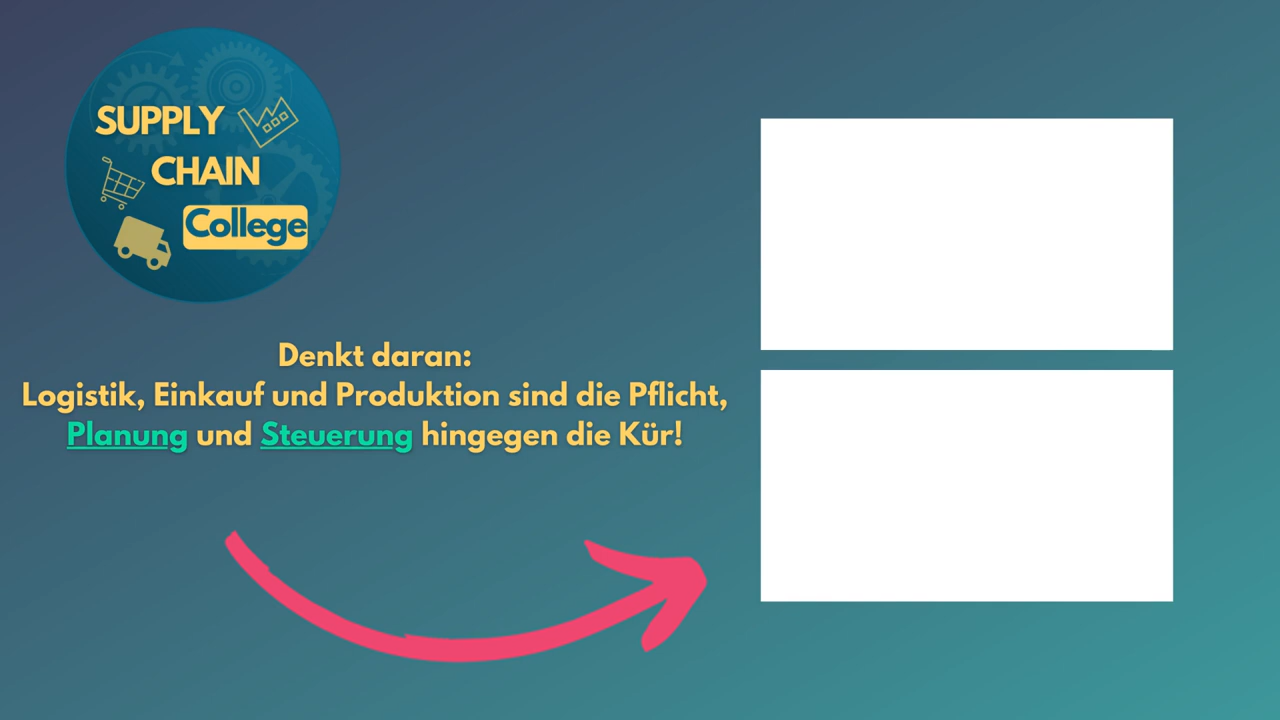 SUPPLY
CHAIN
College
Denkt daran:
Logistik, Einkauf und Produktion sind die Pflicht,
Planung und Steuerung hingegen die Kür!